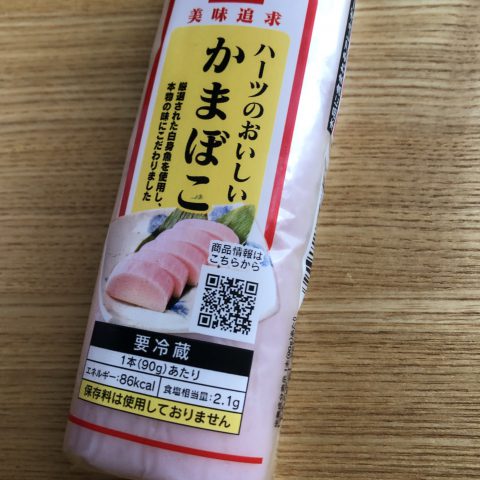 美味追求
ハーツのおいしい
かまぼこ
厳選された白身魚を使用し、
本物の味にこだわりました
商品情報は
こちらから
要冷蔵
1本(90g)あたり
エネルギー:86kcal 食塩相当量:2.1g
保存料は使用しておりません